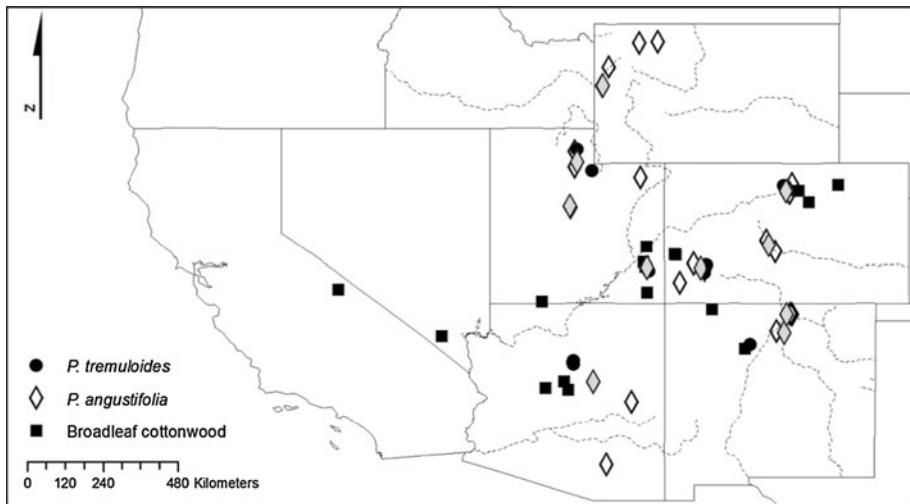 N
P. tremuloides
P. angustifolia
Broadleaf cottonwood
0 120 240 480 Kilometers